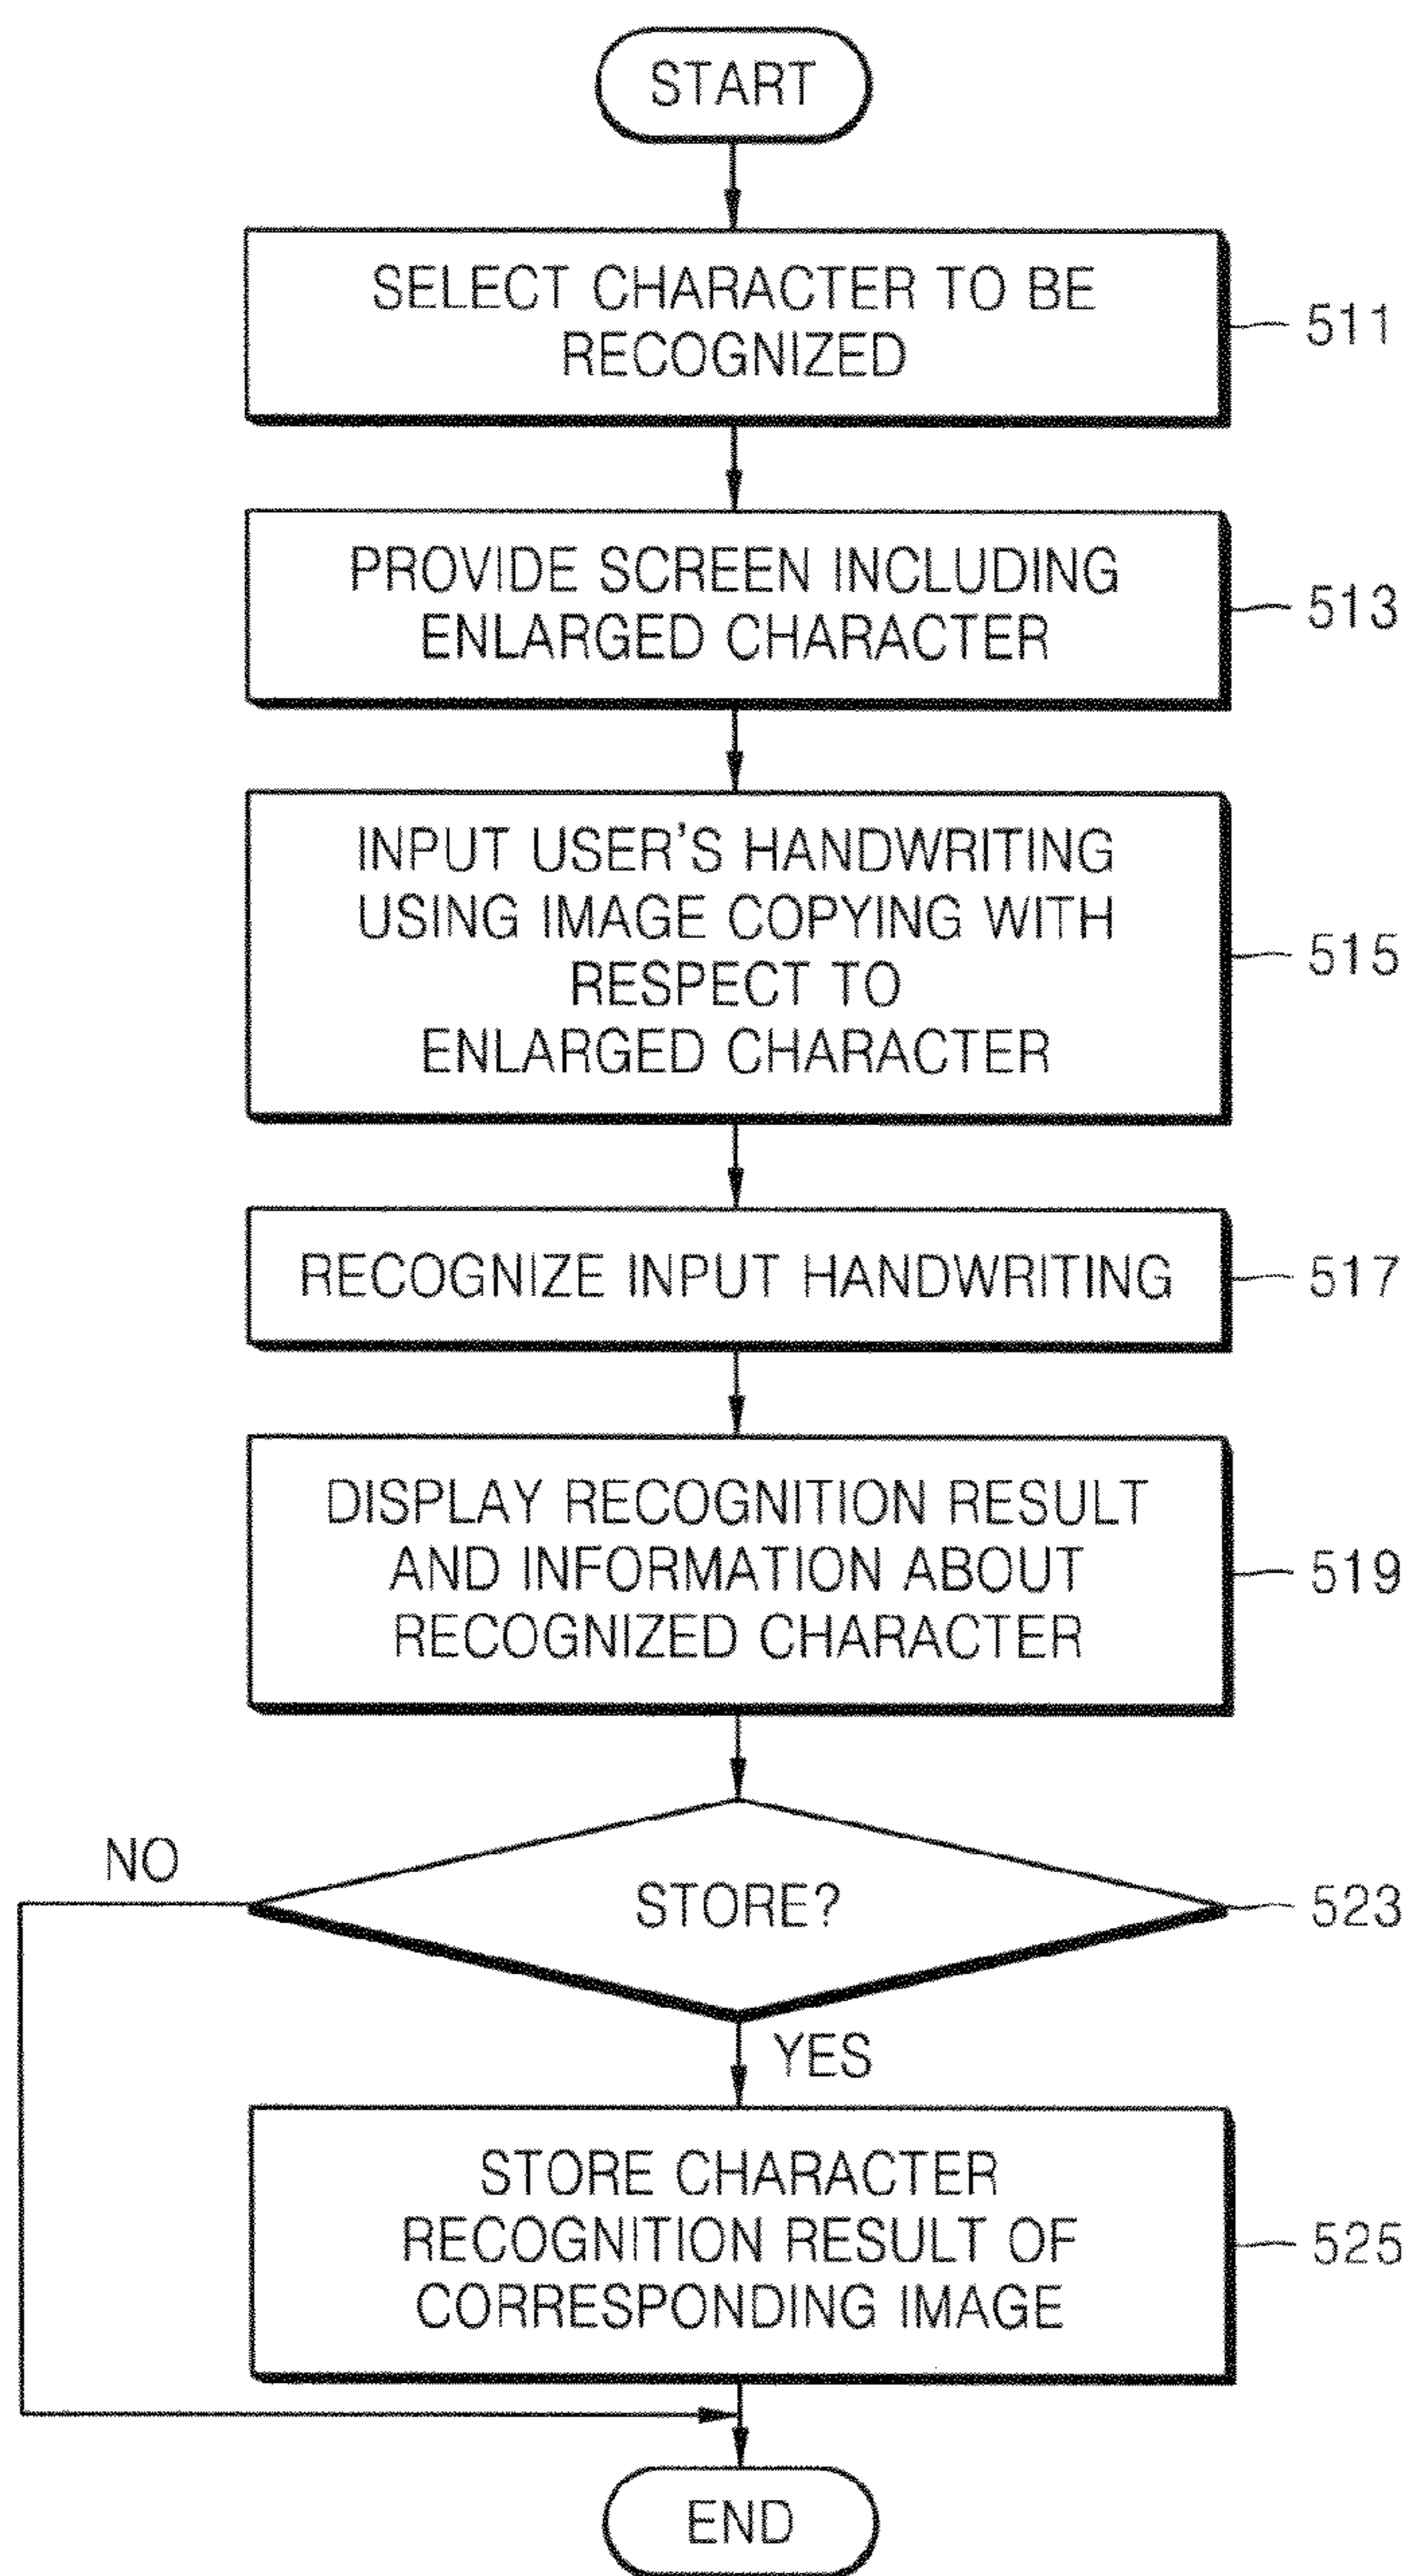 START
SELECT CHARACTER TO BE
RECOGNIZED
511
PROVIDE SCREEN INCLUDING
ENLARGED CHARACTER
513
INPUT USER'S HANDWRITING
USING IMAGE COPYING WITH
RESPECT TO
ENLARGED CHARACTER
515
RECOGNIZE INPUT HANDWRITING
517
DISPLAY RECOGNITION RESULT
AND INFORMATION ABOUT
RECOGNIZED CHARACTER
519
NO
STORE?
523
YES
STORE CHARACTER
RECOGNITION RESULT OF
CORRESPONDING IMAGE
525
END